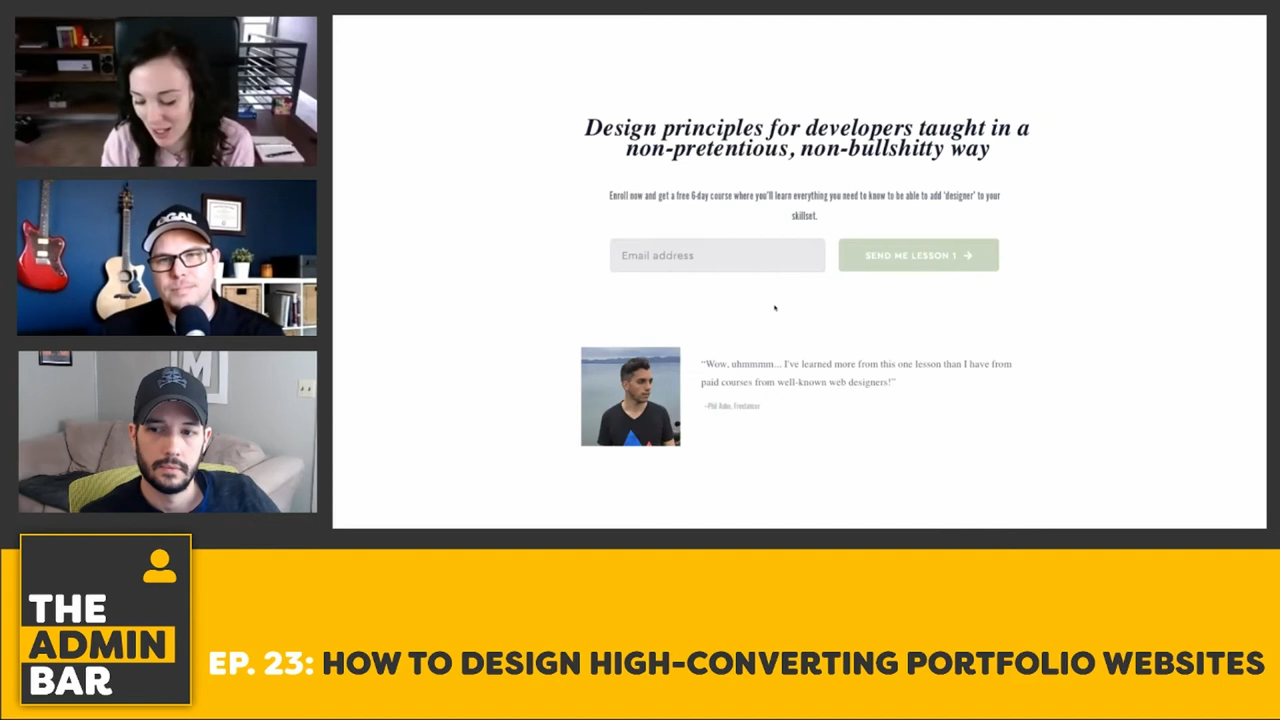 OGAL
M
Design principles for developers taught in a
non-pretentious, non-bullshitty way
Enroll now and get a free 6-day course where you'll learn everything you need to know to be able to add 'designer' to your
skillset.
Email address
SEND ME LESSON 1 →
“Wow, uhmmmm... I've learned more from this one lesson than I have from
paid courses from well-known web designers!”
Freelancer
THE
ADMIN
BAR
EP. 23: HOW TO DESIGN HIGH-CONVERTING PORTFOLIO WEBSITES